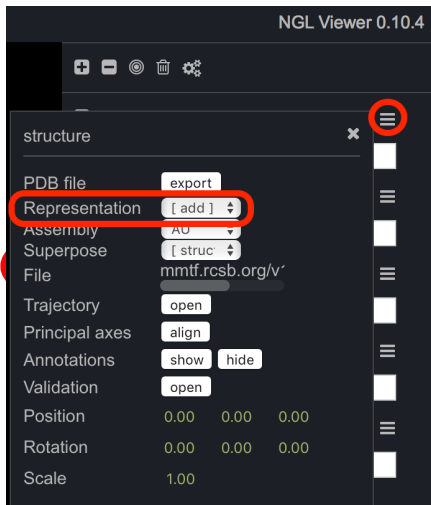 NGL Viewer 0.10.4
structure
PDB file export
Representation [ add ]
Assembly AU
Superpose [ struc
File mmtf.rcsb.org/v
Trajectory open
Principal axes align
Annotations show hide
Validation open
Position 0.00 0.00 0.00
Rotation 0.00 0.00 0.00
Scale 1.00